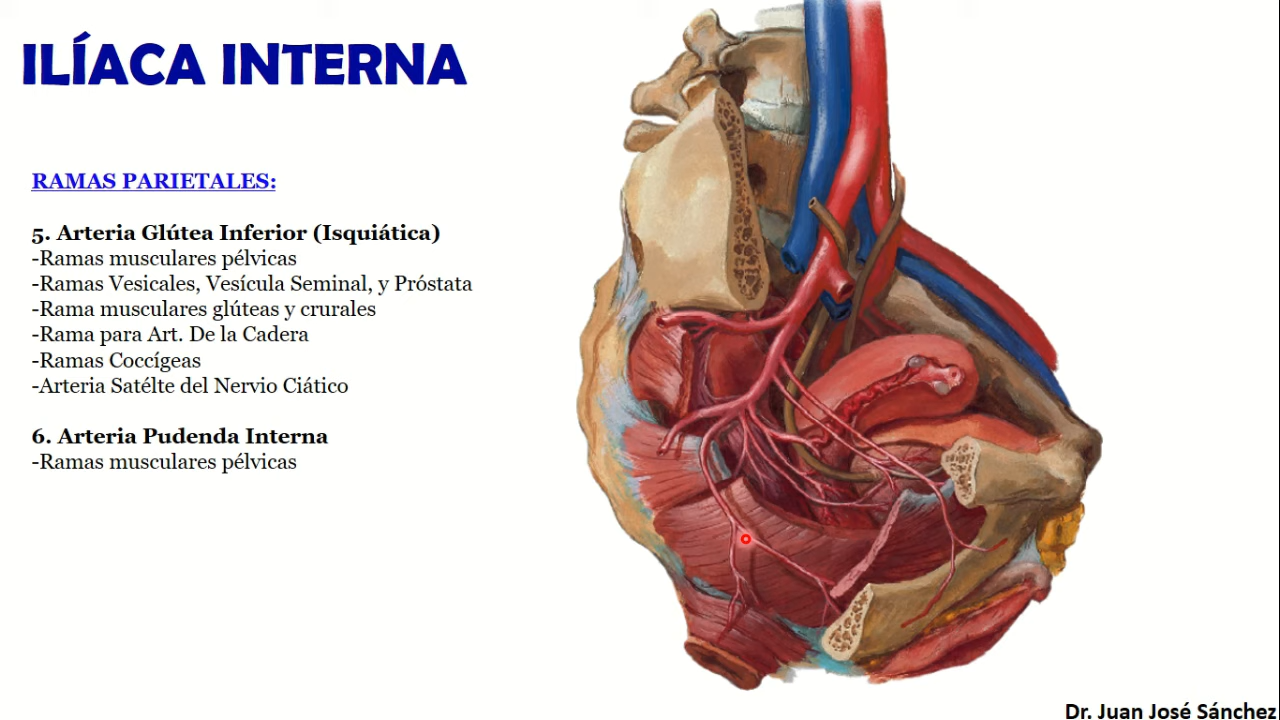 ILÍACA INTERNA
RAMAS PARIETALES:
5. Arteria Glútea Inferior (Isquiática)
-Ramas musculares pélvicas
-Ramas Vesicales, Vesícula Seminal, y Próstata
-Rama musculares glúteas y crurales
-Rama para Art. De la Cadera
-Ramas Coccígeas
-Arteria Satélte del Nervio Ciático
6. Arteria Pudenda Interna
-Ramas musculares pélvicas
Dr. Juan José Sánchez